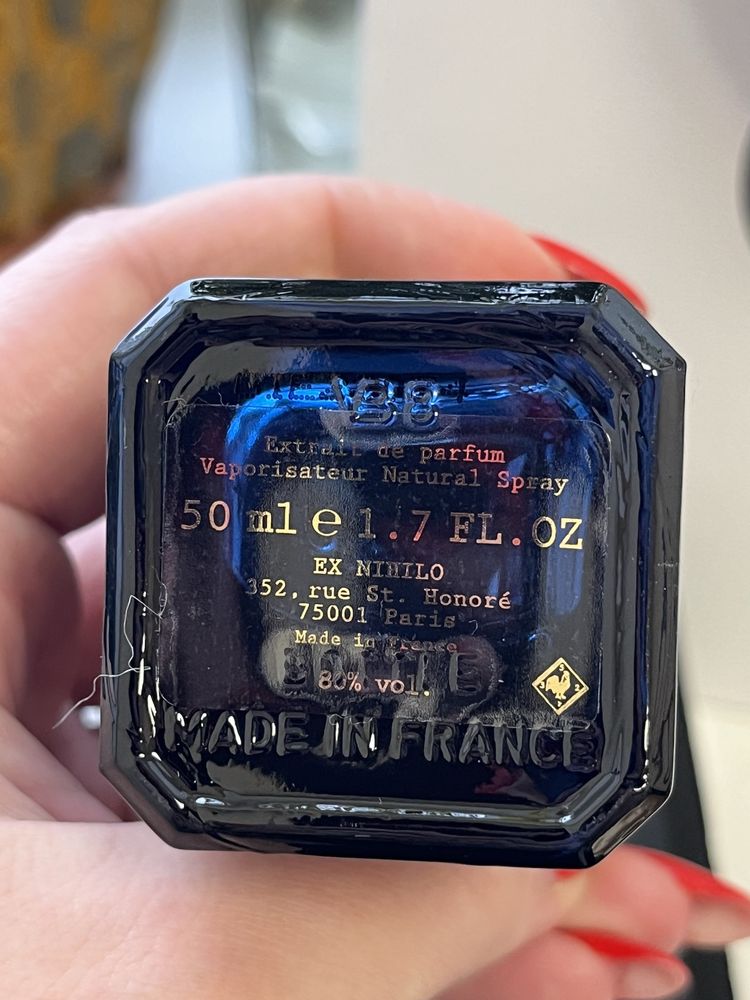 Extrait de parfum
Vaporisateur Natural Spray
50 ml e 1.7 FL.OZ
EX NIHILO
352, rue St. Honoré
75001 Paris
Made in France
80% vol.
MADE IN FRANCE